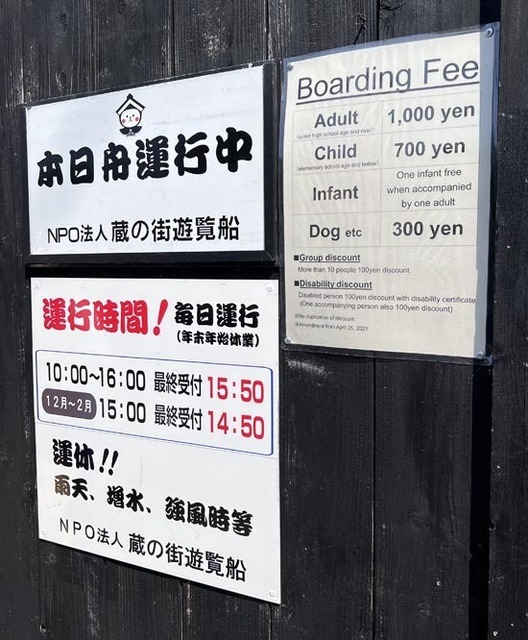 本日舟運行中
NPO法人 蔵の街遊覧船
運行時間! 毎日運行
(年末年始休業)
10:00～16:00 最終受付 15:50
12月～2月 15:00 最終受付 14:50
運休!!
雨天、増水、強風時等
NPO法人 蔵の街遊覧船
Boarding Fee
Adult 1,000 yen
(junior high school age and over)
Child 700 yen
(elementary school age and below)
Infant One infant free
when accompanied
by one adult
Dog etc 300 yen
■Group discount
More than 10 people 100yen discount
■Disability discount
Disabled person 100yen discount with disability certificate
(One accompanying person also 100yen discount)
※No duplication of discount
※Amendment from April 25, 2021